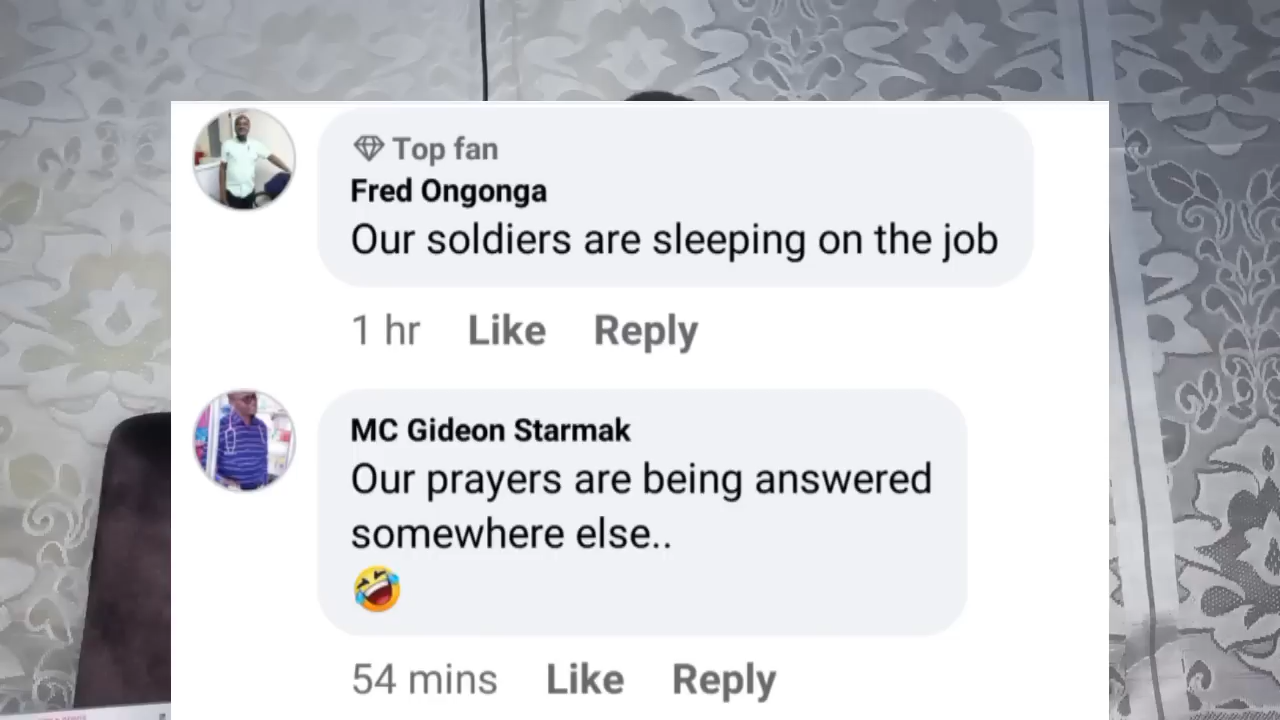 Top fan
Fred Ongonga
Our soldiers are sleeping on the job
1 hr Like Reply
MC Gideon Starmak
Our prayers are being answered
somewhere else..
🤣
54 mins Like Reply